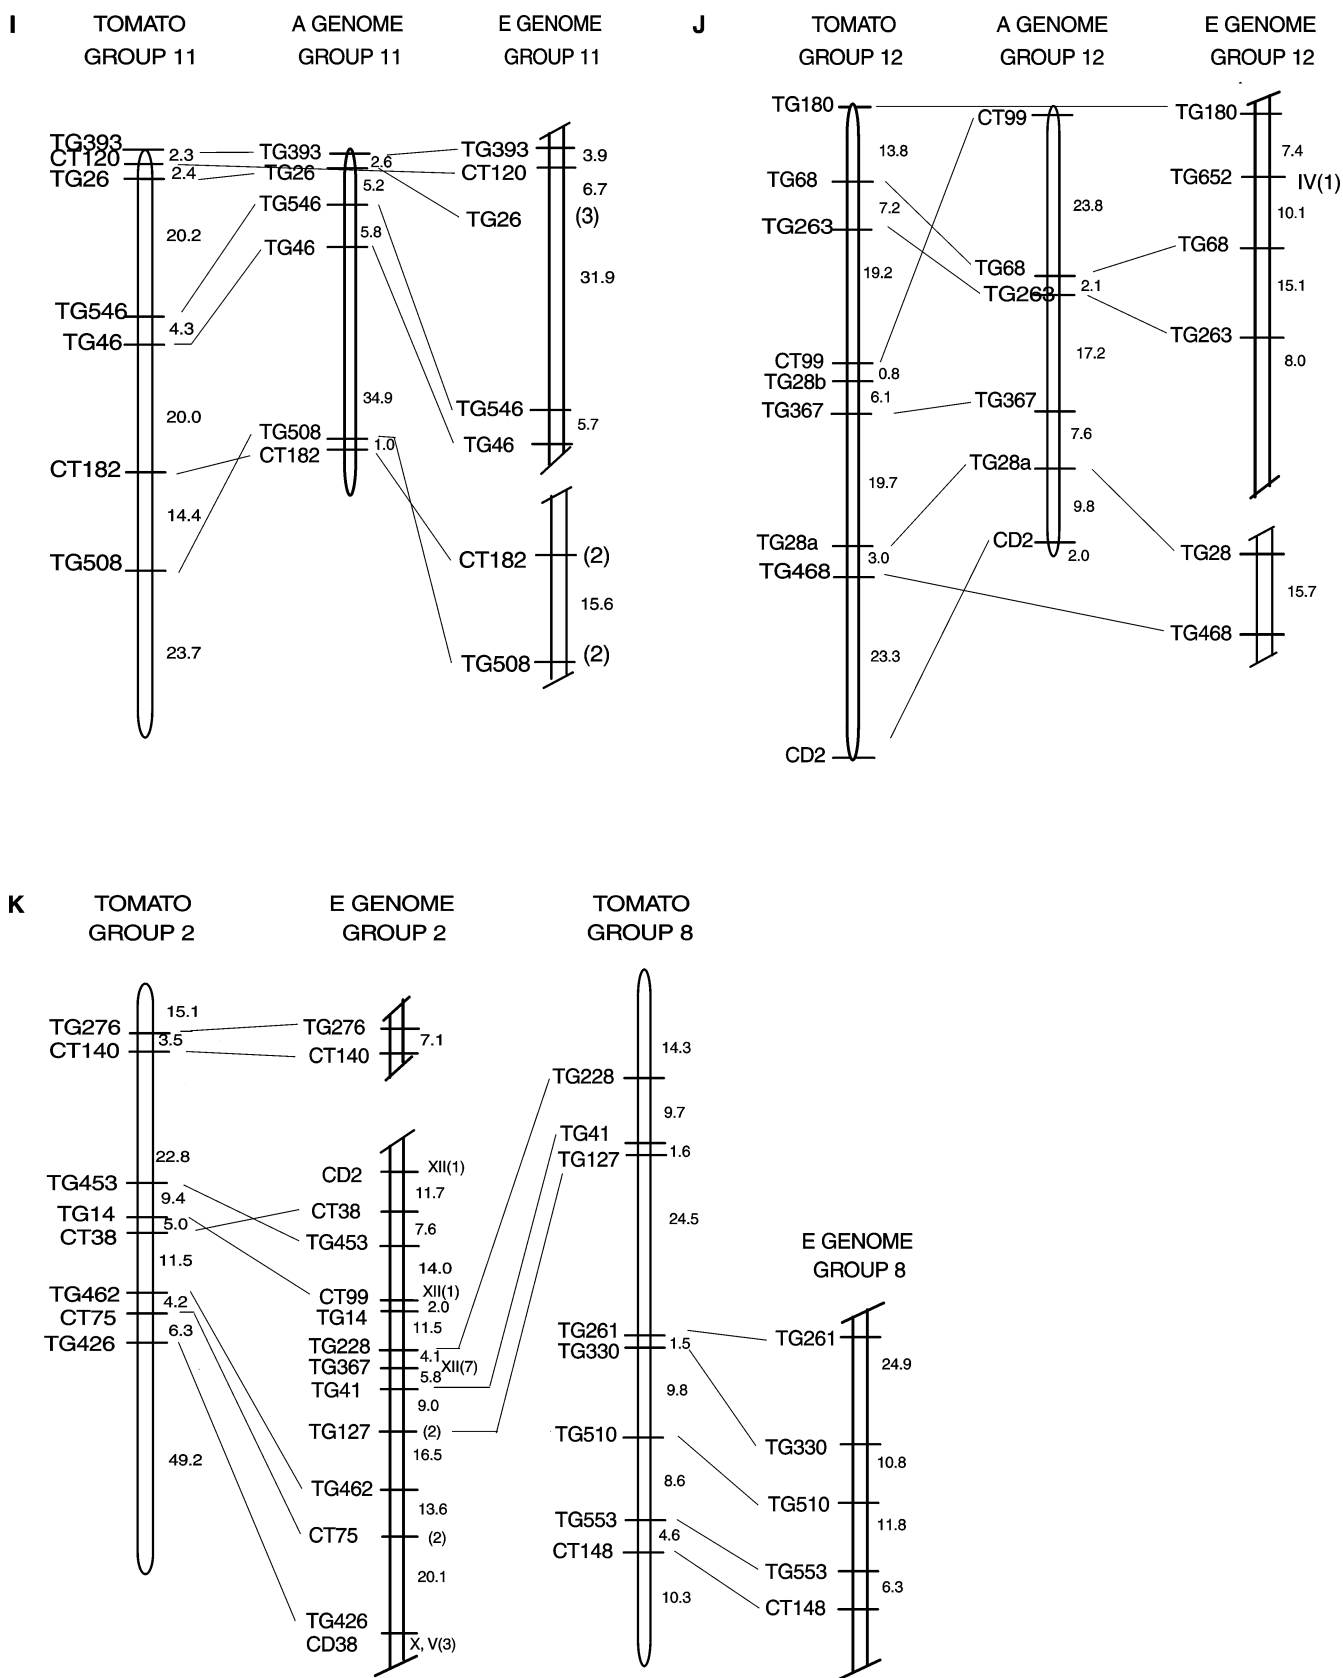 I
TOMATO
GROUP 11
A GENOME
GROUP 11
E GENOME
GROUP 11
TG393
CT120
TG26
2.3
2.4
20.2
TG546
4.3
TG46
20.0
CT182
14.4
TG508
23.7
TG393
2.6
TG26
5.2
TG546
5.8
TG46
34.9
TG508
1.0
CT182
TG393
3.9
CT120
6.7
TG26
(3)
31.9
TG546
5.7
TG46
CT182
(2)
15.6
TG508
(2)
J
TOMATO
GROUP 12
A GENOME
GROUP 12
E GENOME
GROUP 12
TG180
13.8
TG68
7.2
TG263
19.2
CT99
0.8
TG28b
6.1
TG367
19.7
TG28a
3.0
TG468
23.3
CD2
CT99
23.8
TG68
2.1
TG263
17.2
TG367
7.6
TG28a
9.8
CD2
2.0
TG180
7.4
TG652
IV(1)
10.1
TG68
15.1
TG263
8.0
TG28
15.7
TG468
K
TOMATO
GROUP 2
E GENOME
GROUP 2
TOMATO
GROUP 8
15.1
TG276
3.5
CT140
22.8
TG453
9.4
TG14
5.0
CT38
11.5
TG462
4.2
CT75
6.3
TG426
49.2
TG276
7.1
CT140
CD2
XII(1)
11.7
CT38
7.6
TG453
14.0
CT99
XII(1)
2.0
TG14
11.5
TG228
4.1
TG367
XII(7)
5.8
TG41
9.0
TG127
(2)
16.5
TG462
13.6
CT75
(2)
20.1
TG426
CD38
X, V(3)
14.3
TG228
9.7
TG41
1.6
TG127
24.5
TG261
1.5
TG330
9.8
TG510
8.6
TG553
4.6
CT148
10.3
E GENOME
GROUP 8
TG261
24.9
TG330
10.8
TG510
11.8
TG553
6.3
CT148